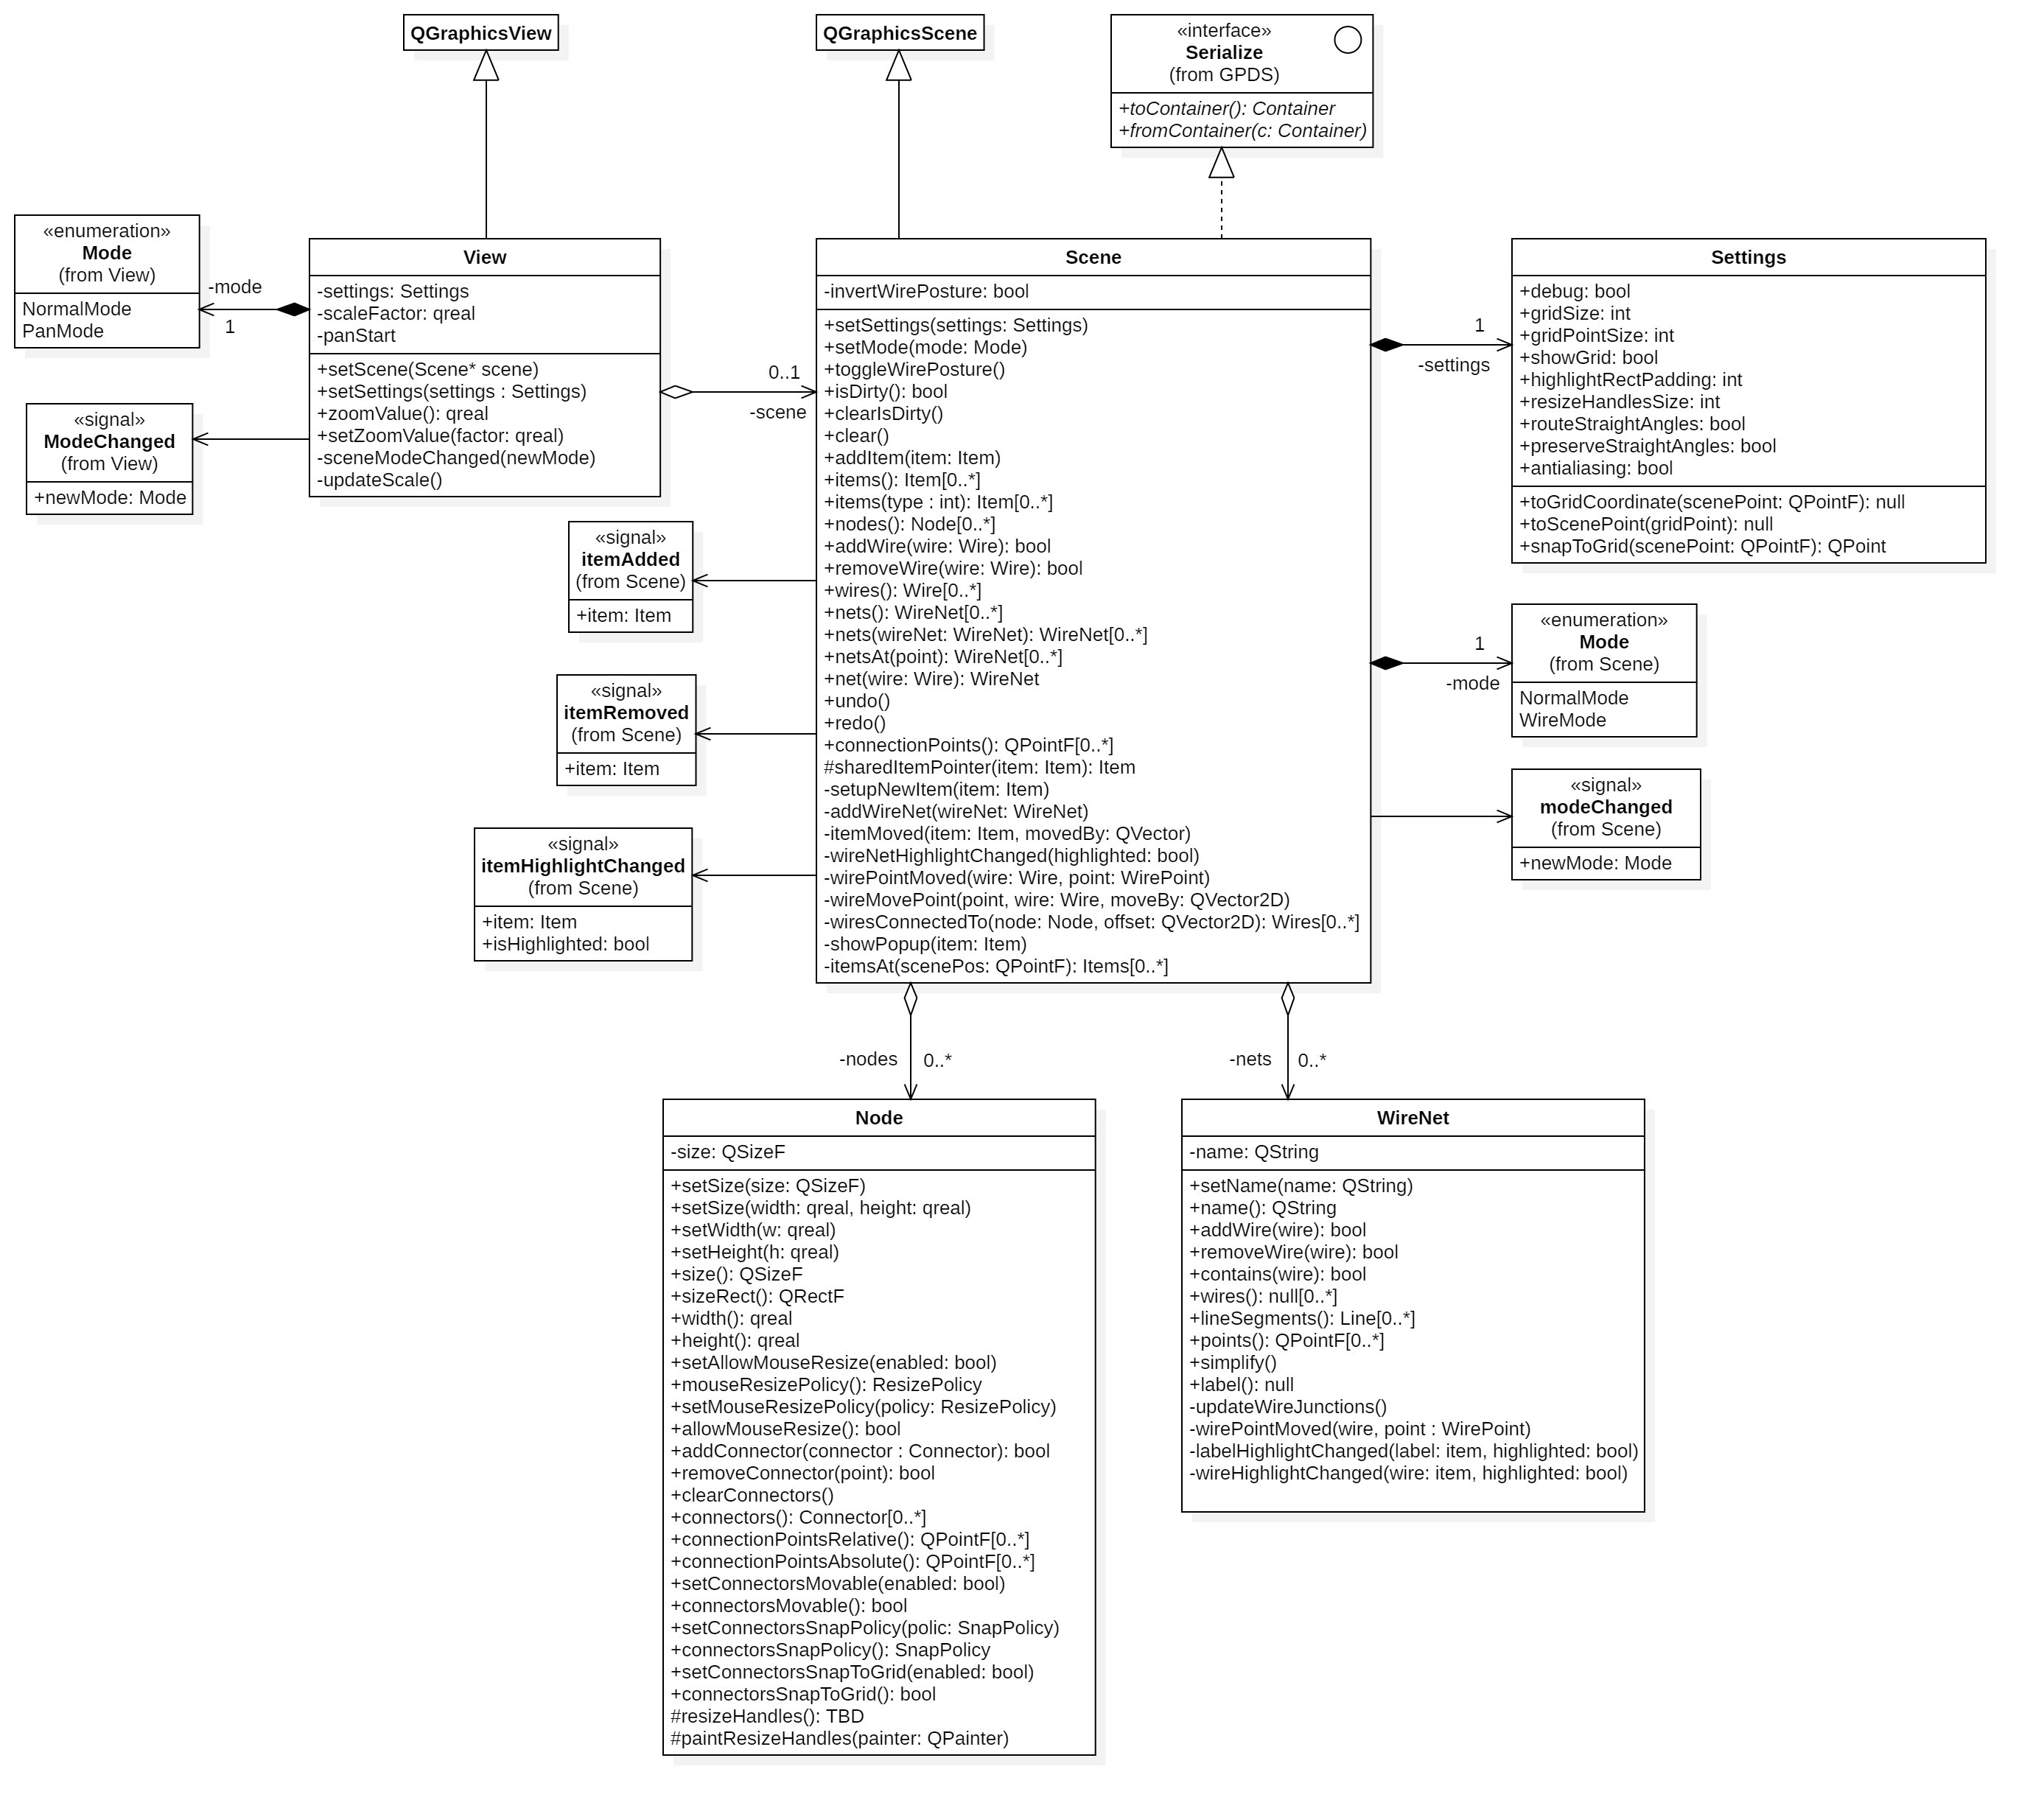 QGraphicsView
QGraphicsScene
«interface»
Serialize
(from GPDS)
+toContainer(): Container
+fromContainer(c: Container)
«enumeration»
Mode
(from View)
NormalMode
PanMode
-mode
1
«signal»
ModeChanged
(from View)
+newMode: Mode
View
-settings: Settings
-scaleFactor: qreal
-panStart
+setScene(Scene* scene)
+setSettings(settings : Settings)
+zoomValue(): qreal
+setZoomValue(factor: qreal)
-sceneModeChanged(newMode)
-updateScale()
0..1
-scene
«signal»
itemAdded
(from Scene)
+item: Item
«signal»
itemRemoved
(from Scene)
+item: Item
«signal»
itemHighlightChanged
(from Scene)
+item: Item
+isHighlighted: bool
Scene
-invertWirePosture: bool
+setSettings(settings: Settings)
+setMode(mode: Mode)
+toggleWirePosture()
+isDirty(): bool
+clearIsDirty()
+clear()
+addItem(item: Item)
+items(): Item[0..*]
+items(type : int): Item[0..*]
+nodes(): Node[0..*]
+addWire(wire: Wire): bool
+removeWire(wire: Wire): bool
+wires(): Wire[0..*]
+nets(): WireNet[0..*]
+nets(wireNet: WireNet): WireNet[0..*]
+netsAt(point): WireNet[0..*]
+net(wire: Wire): WireNet
+undo()
+redo()
+connectionPoints(): QPointF[0..*]
#sharedItemPointer(item: Item): Item
-setupNewItem(item: Item)
-addWireNet(wireNet: WireNet)
-itemMoved(item: Item, movedBy: QVector)
-wireNetHighlightChanged(highlighted: bool)
-wirePointMoved(wire: Wire, point: WirePoint)
-wireMovePoint(point, wire: Wire, moveBy: QVector2D)
-wiresConnectedTo(node: Node, offset: QVector2D): Wires[0..*]
-showPopup(item: Item)
-itemsAt(scenePos: QPointF): Items[0..*]
1
-settings
Settings
+debug: bool
+gridSize: int
+gridPointSize: int
+showGrid: bool
+highlightRectPadding: int
+resizeHandlesSize: int
+routeStraightAngles: bool
+preserveStraightAngles: bool
+antialiasing: bool
+toGridCoordinate(scenePoint: QPointF): null
+toScenePoint(gridPoint): null
+snapToGrid(scenePoint: QPointF): QPoint
1
-mode
«enumeration»
Mode
(from Scene)
NormalMode
WireMode
«signal»
modeChanged
(from Scene)
+newMode: Mode
-nodes
0..*
-nets
0..*
Node
-size: QSizeF
+setSize(size: QSizeF)
+setSize(width: qreal, height: qreal)
+setWidth(w: qreal)
+setHeight(h: qreal)
+size(): QSizeF
+sizeRect(): QRectF
+width(): qreal
+height(): qreal
+setAllowMouseResize(enabled: bool)
+mouseResizePolicy(): ResizePolicy
+setMouseResizePolicy(policy: ResizePolicy)
+allowMouseResize(): bool
+addConnector(connector : Connector): bool
+removeConnector(point): bool
+clearConnectors()
+connectors(): Connector[0..*]
+connectionPointsRelative(): QPointF[0..*]
+connectionPointsAbsolute(): QPointF[0..*]
+setConnectorsMovable(enabled: bool)
+connectorsMovable(): bool
+setConnectorsSnapPolicy(polic: SnapPolicy)
+connectorsSnapPolicy(): SnapPolicy
+setConnectorsSnapToGrid(enabled: bool)
+connectorsSnapToGrid(): bool
#resizeHandles(): TBD
#paintResizeHandles(painter: QPainter)
WireNet
-name: QString
+setName(name: QString)
+name(): QString
+addWire(wire): bool
+removeWire(wire): bool
+contains(wire): bool
+wires(): null[0..*]
+lineSegments(): Line[0..*]
+points(): QPointF[0..*]
+simplify()
+label(): null
-updateWireJunctions()
-wirePointMoved(wire, point : WirePoint)
-labelHighlightChanged(label: item, highlighted: bool)
-wireHighlightChanged(wire: item, highlighted: bool)